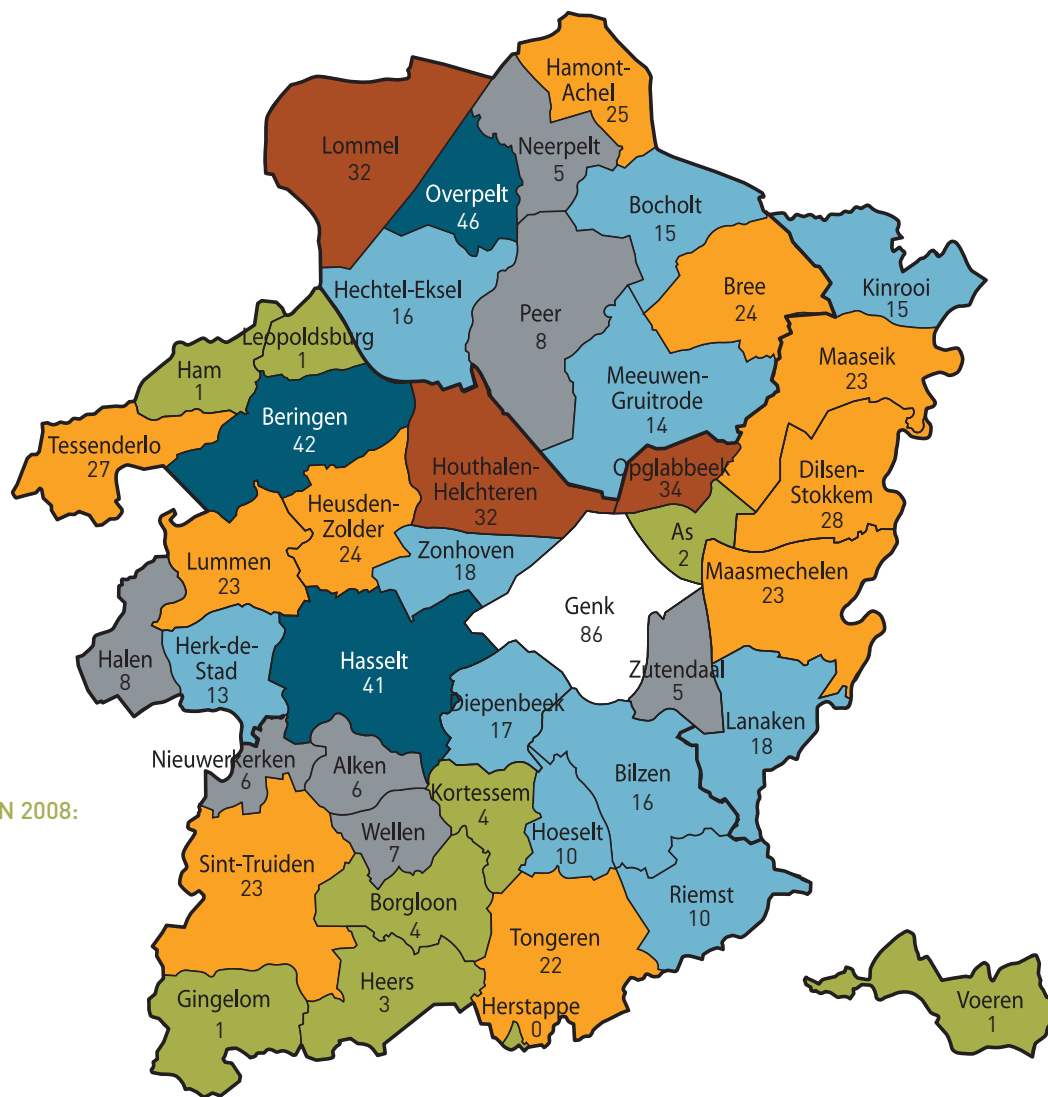 Hamont-
Achel
25
Lommel
32
Neerpelt
5
Overpelt
46
Bocholt
15
Hechtel-Eksel
16
Peer
8
Bree
24
Kinrooi
15
Leopoldsburg
1
Ham
1
Maaseik
23
Meeuwen-
Gruitrode
14
Beringen
42
Tessenderlo
27
Houthalen-
Helchteren
32
Opglabbeek
34
Dilsen-
Stokkem
28
Heusden-
Zolder
24
As
2
Zonhoven
18
Lummen
23
Maasmechelen
23
Genk
86
Halen
8
Herk-de-
Stad
13
Hasselt
41
Zutendaal
5
Diepenbeek
17
Lanaken
18
Nieuwerkerken
6
Alken
6
Bilzen
16
Kortessem
4
N 2008:
Wellen
7
Hoeselt
10
Sint-Truiden
23
Riemst
10
Borgloon
4
Tongeren
22
Heers
3
Gingelom
1
Herstappe
0
Voeren
1